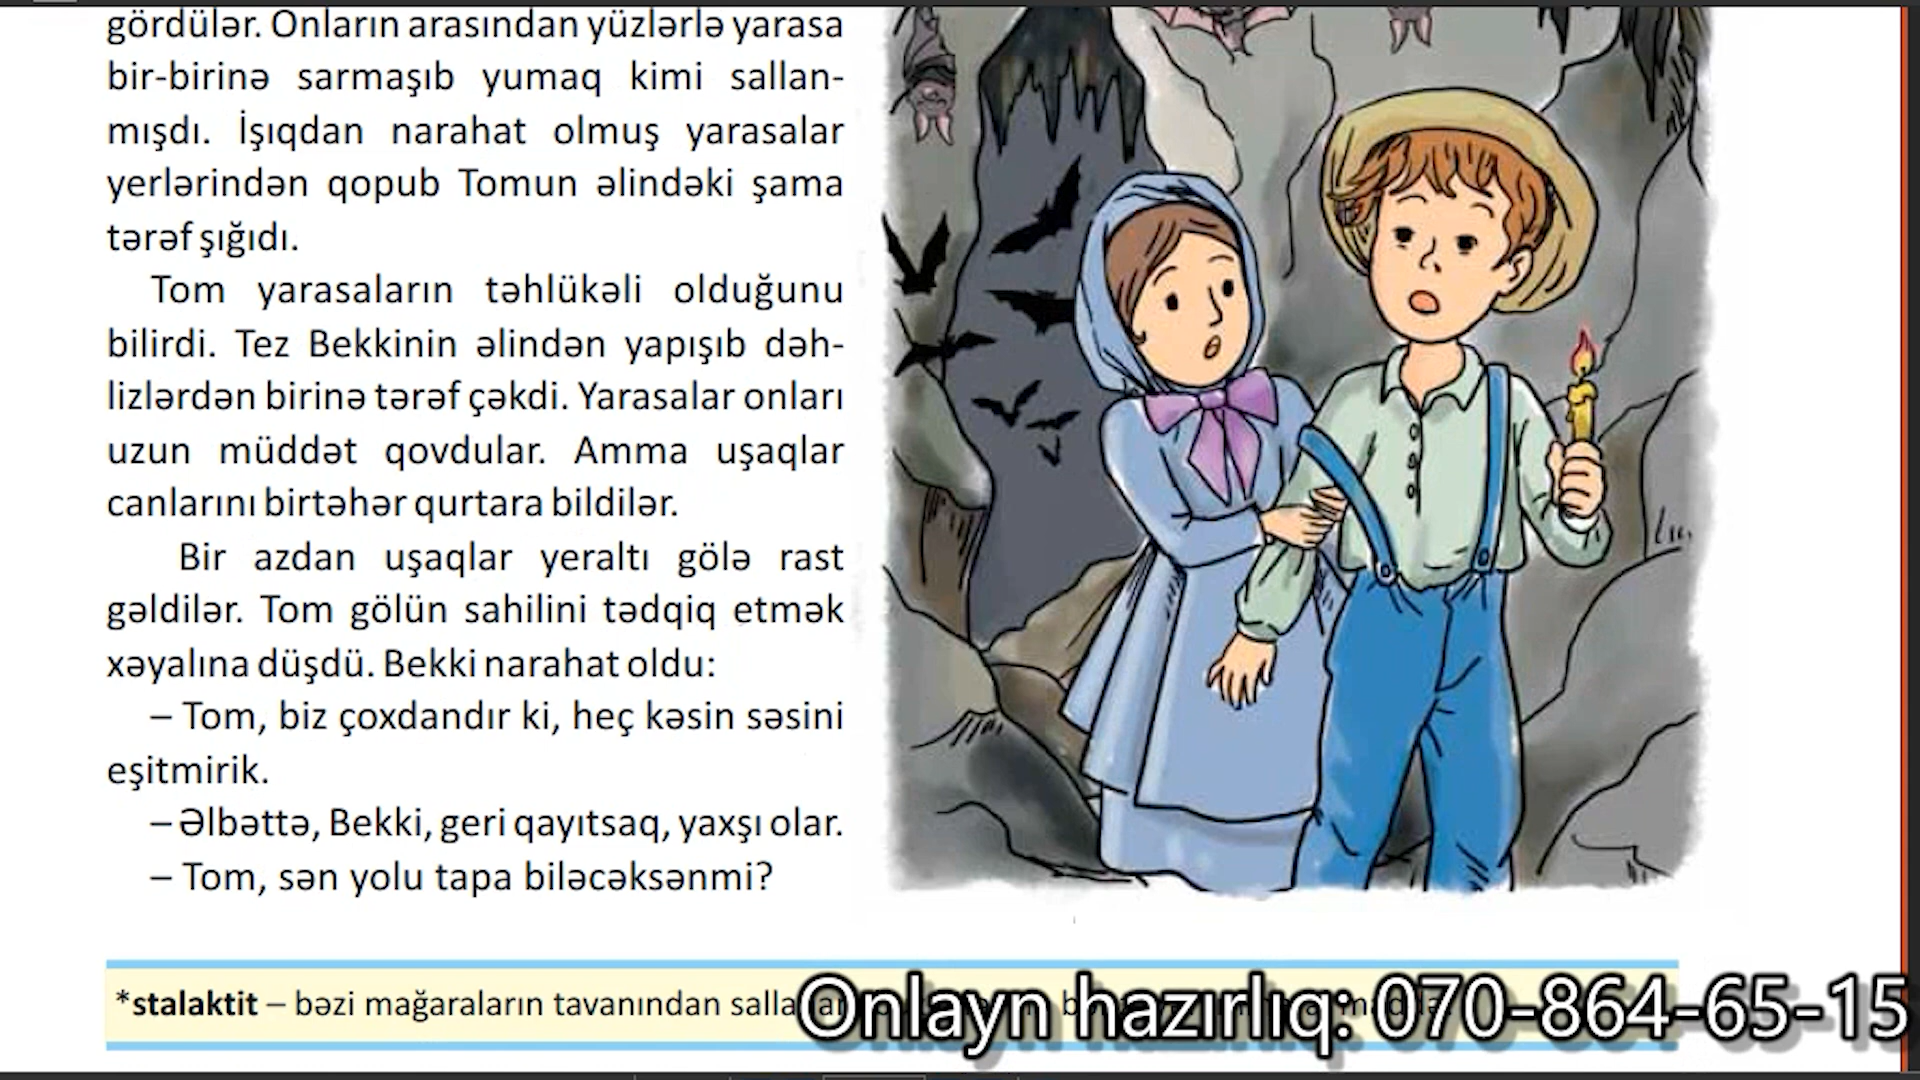 gördülər. Onların arasından yüzlərlə yarasa
bir-birinə sarmaşıb yumaq kimi sallan-
mışdı. İşıqdan narahat olmuş yarasalar
yerlərindən qopub Tomun əlindəki şama
tərəf şığıdı.
Tom yarasaların təhlükəli olduğunu
bilirdi. Tez Bekkinin əlindən yapışıb dəh-
lizlərdən birinə tərəf çəkdi. Yarasalar onları
uzun müddət qovdular. Amma uşaqlar
canlarını birtəhər qurtara bildilər.
Bir azdan uşaqlar yeraltı gölə rast
gəldilər. Tom gölün sahilini tədqiq etmək
xəyalına düşdü. Bekki narahat oldu:
– Tom, biz çoxdandır ki, heç kəsin səsini
eşitmirik.
– Əlbəttə, Bekki, geri qayıtsaq, yaxşı olar.
– Tom, sən yolu tapa biləcəksənmi?
*stalaktit – bəzi mağaraların tavanından
Onlayn hazırlıq: 070-864-65-15